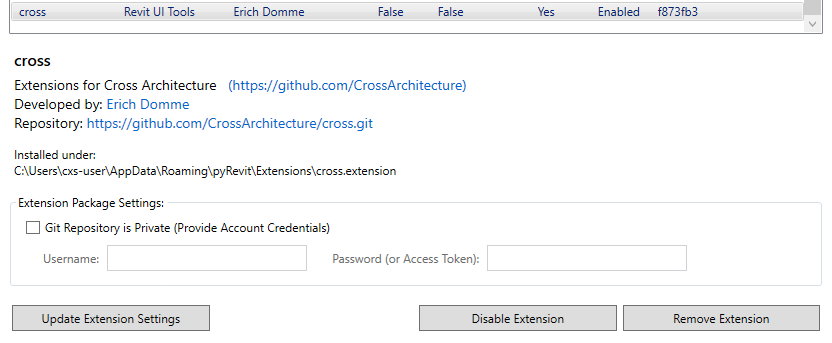 cross Revit UI Tools Erich Domme False False Yes Enabled f873fb3
cross
Extensions for Cross Architecture (https://github.com/CrossArchitecture)
Developed by: Erich Domme
Repository: https://github.com/CrossArchitecture/cross.git
Installed under:
C:\Users\cxs-user\AppData\Roaming\pyRevit\Extensions\cross.extension
Extension Package Settings:
Git Repository is Private (Provide Account Credentials)
Username: Password (or Access Token):
Update Extension Settings Disable Extension Remove Extension